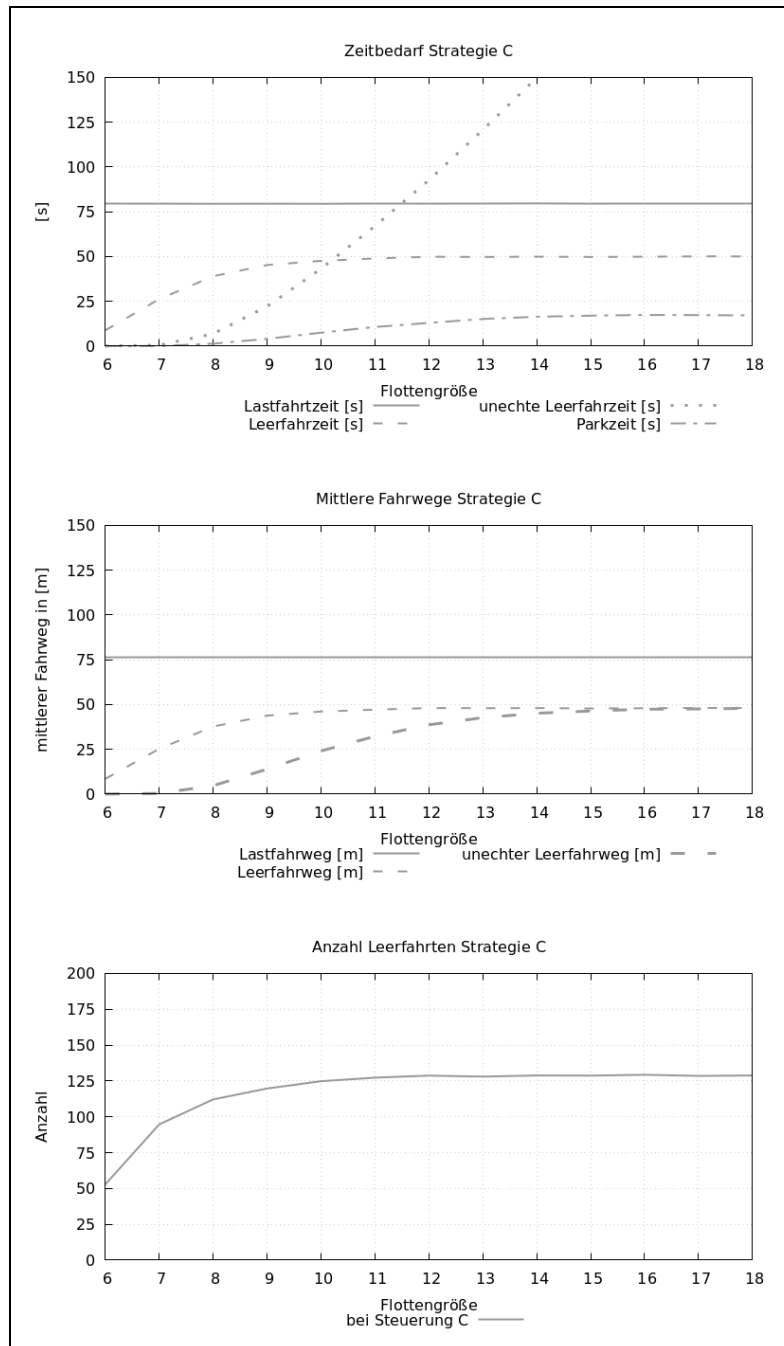 Zeitbedarf Strategie C
150
125
100
75
50
25
0
[s]
6 7 8 9 10 11 12 13 14 15 16 17 18
Flottengröße
Lastfahrtzeit [s] unechte Leerfahrzeit [s]
Leerfahrzeit [s] Parkzeit [s]
Mittlere Fahrwege Strategie C
150
125
100
75
50
25
0
mittlerer Fahrweg in [m]
6 7 8 9 10 11 12 13 14 15 16 17 18
Flottengröße
Lastfahrweg [m] unechter Leerfahrweg [m]
Leerfahrweg [m]
Anzahl Leerfahrten Strategie C
200
175
150
125
100
75
50
25
0
Anzahl
6 7 8 9 10 11 12 13 14 15 16 17 18
Flottengröße
bei Steuerung C